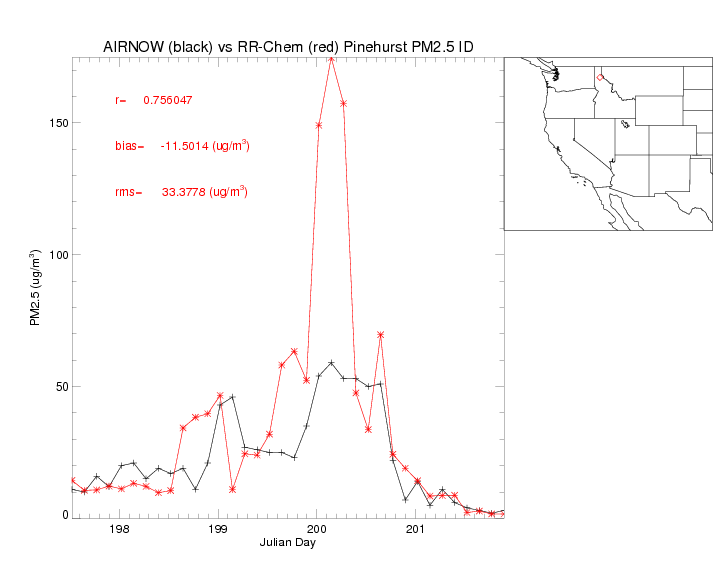 AIRNOW (black) vs RR-Chem (red) Pinehurst PM2.5 ID
r= 0.756047
bias= -11.5014 (ug/m³)
rms= 33.3778 (ug/m³)
PM2.5 (ug/m³)
150
100
50
0
198 199 200 201
Julian Day